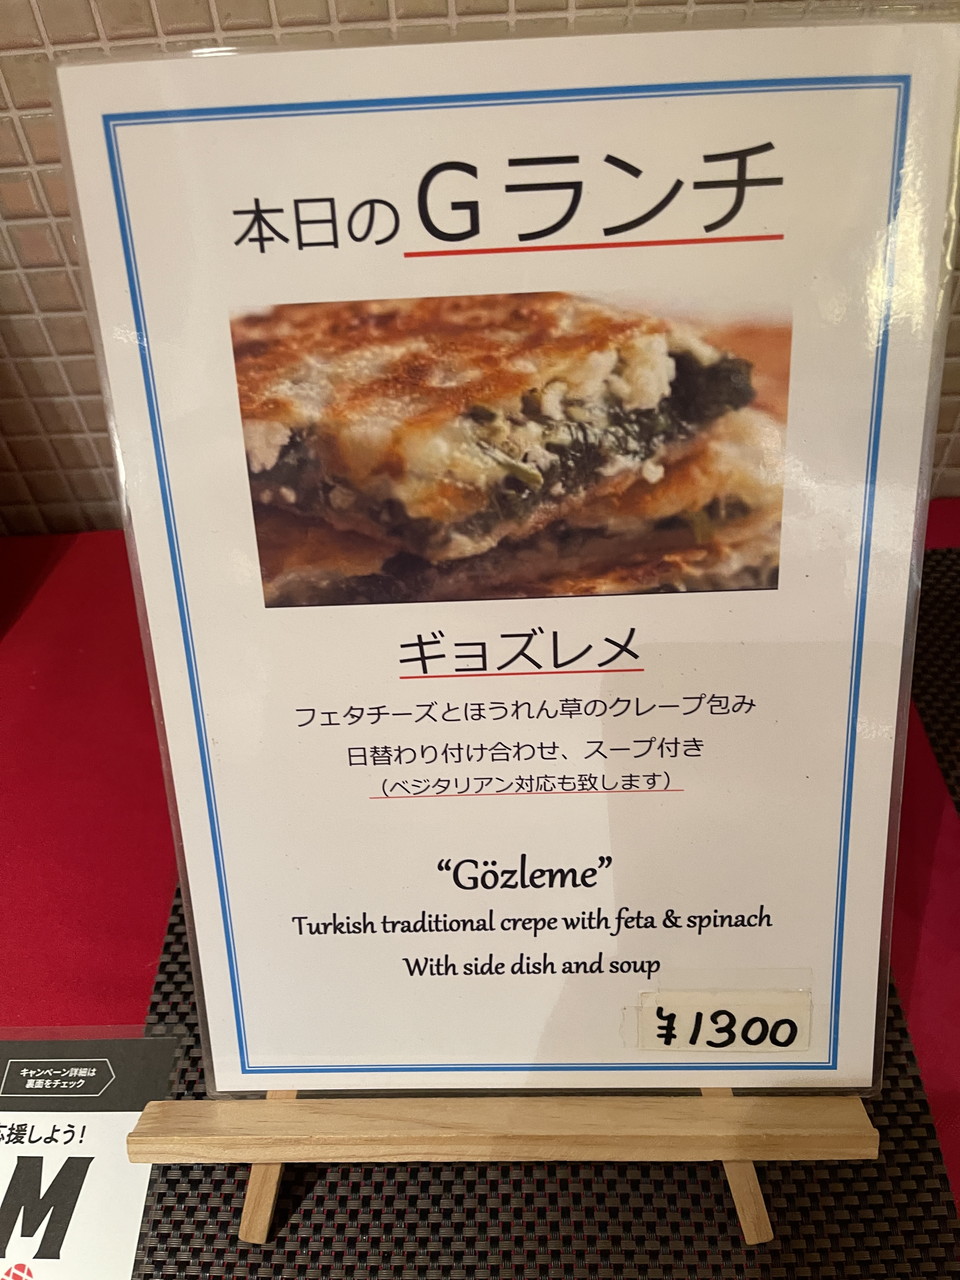 本日のGランチ
ギョズレメ
フェタチーズとほうれん草のクレープ包み
日替わり付け合わせ、スープ付き
（ベジタリアン対応も致します）
“Gözleme”
Turkish traditional crepe with feta & spinach
With side dish and soup
¥1300
キャンペーン詳細は
裏面をチェック
応援しよう！
M